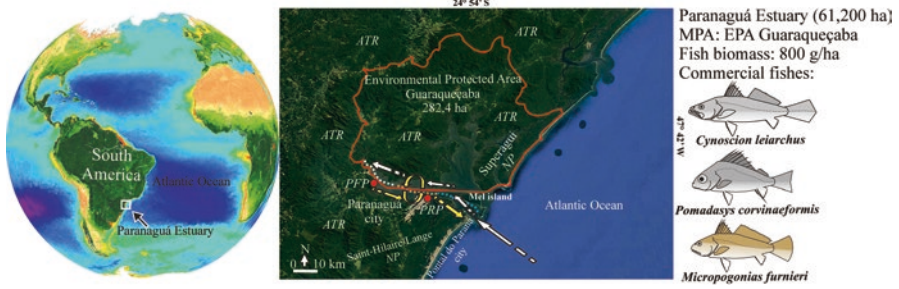 South
America
Atlantic Ocean
Paranaguá Estuary
24° 54' S
ATR
ATR
Environmental Protected Area
Guaraqueçaba
282,4 ha
ATR
ATR
Superagui
NP
47° 42' W
PFP
Paranaguá
city
PRP
Mel island
ATR
Atlantic Ocean
Saint-Hilaire/Lange
NP
Pontal do Paraná
city
N
0 10 km
Paranaguá Estuary (61,200 ha)
MPA: EPA Guaraqueçaba
Fish biomass: 800 g/ha
Commercial fishes:
Cynoscion leiarchus
Pomadasys corvinaeformis
Micropogonias furnieri